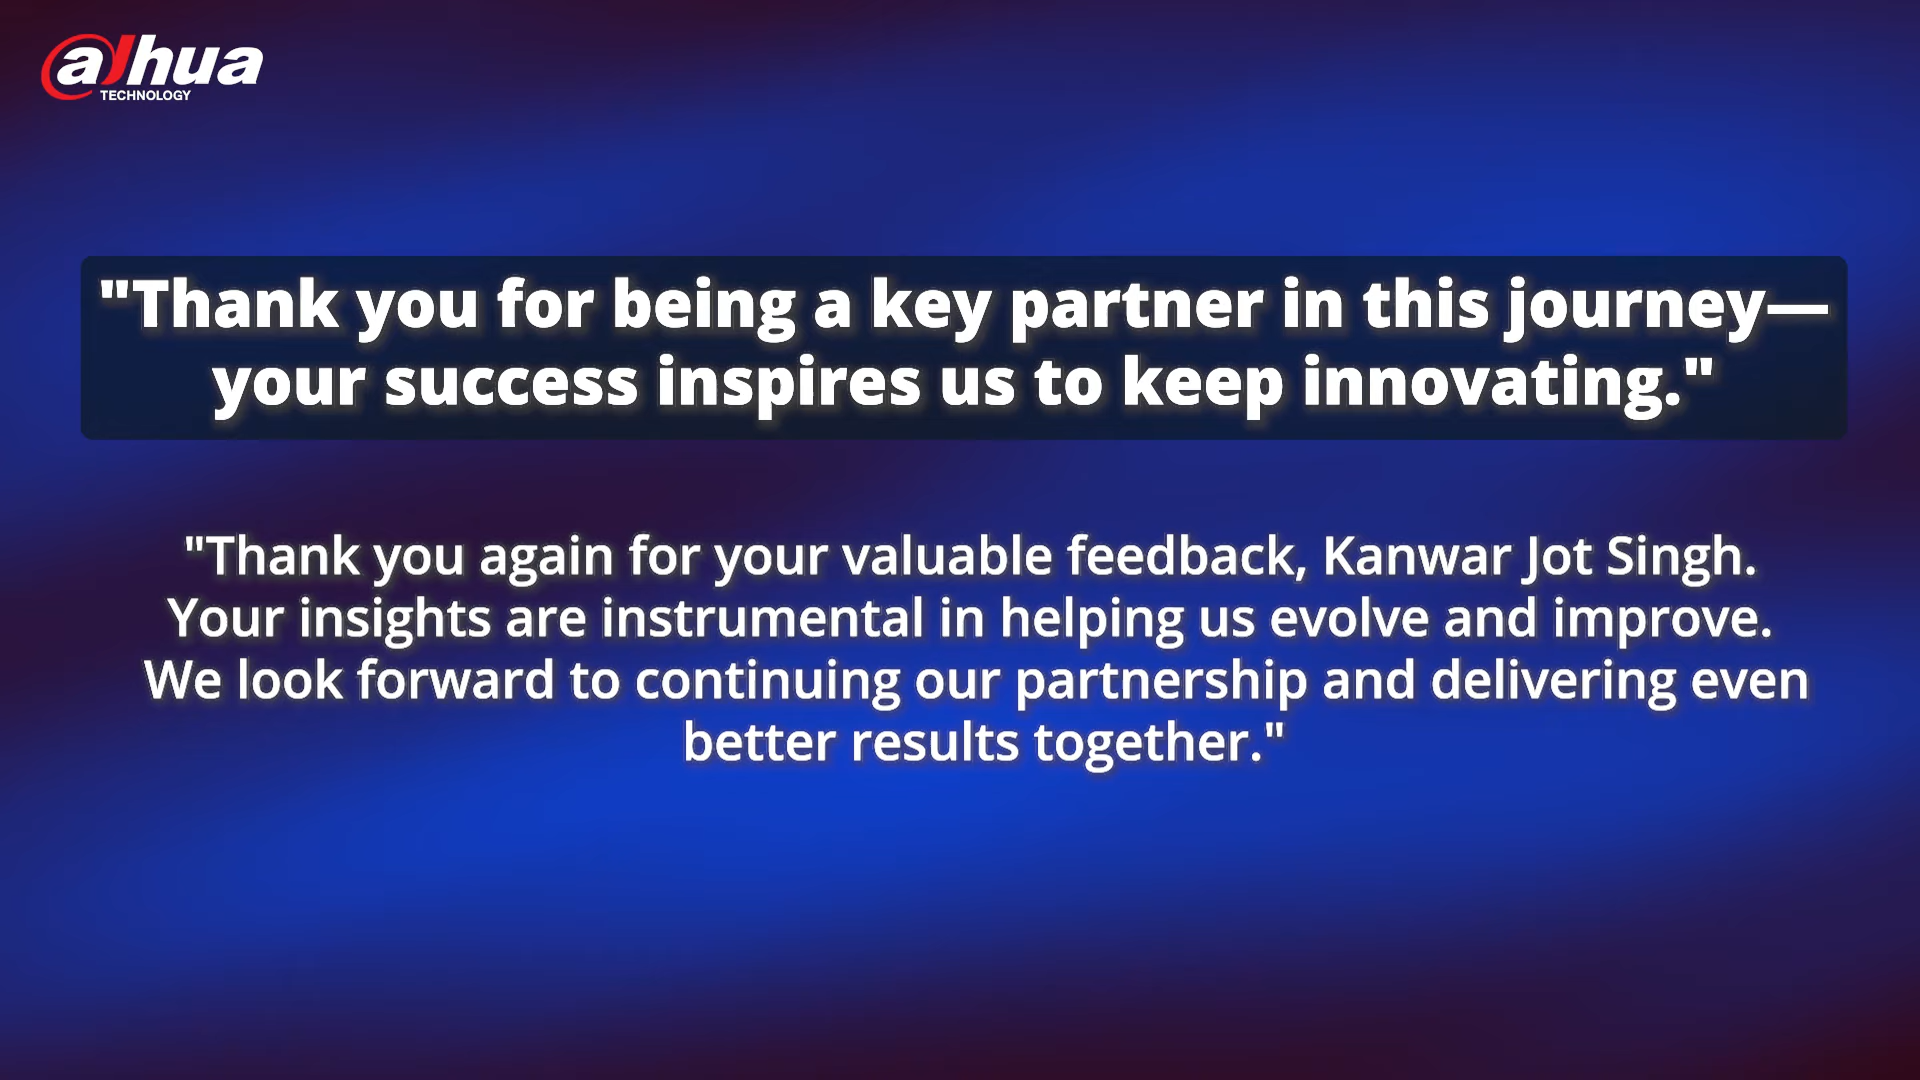 alhua
TECHNOLOGY
"Thank you for being a key partner in this journey—
your success inspires us to keep innovating."
"Thank you again for your valuable feedback, Kanwar Jot Singh.
Your insights are instrumental in helping us evolve and improve.
We look forward to continuing our partnership and delivering even
better results together."